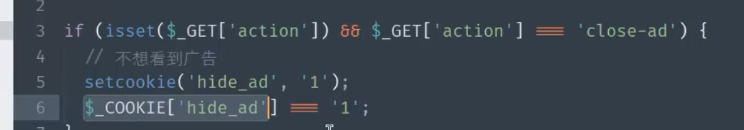 2
3 if (isset($_GET['action']) && $_GET['action'] === 'close-ad') {
4 // 不想看到广告
5 setcookie('hide_ad', '1');
6 $_COOKIE['hide_ad'] === '1';
}